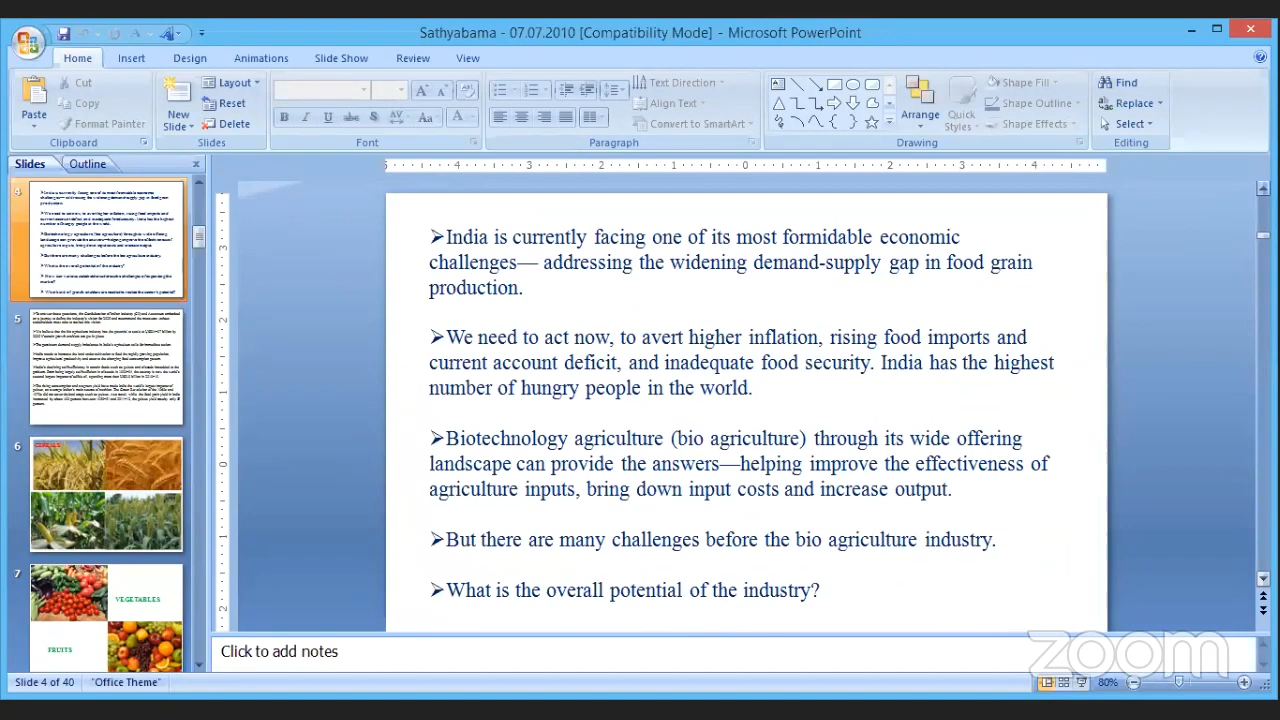 Sathyabama - 07.07.2010 [Compatibility Mode] - Microsoft PowerPoint
Home Insert Design Animations Slide Show Review View
Paste
Cut
Copy
Format Painter
Clipboard
New Slide
Layout
Reset
Delete
Slides
Font
Text Direction
Align Text
Convert to SmartArt
Paragraph
Arrange
Quick Styles
Shape Fill
Shape Outline
Shape Effects
Drawing
Find
Replace
Select
Editing
Slides Outline
4
5
6
CEREALS
7
VEGETABLES
FRUITS
➢India is currently facing one of its most formidable economic
challenges— addressing the widening demand-supply gap in food grain
production.
➢We need to act now, to avert higher inflation, rising food imports and
current account deficit, and inadequate food security. India has the highest
number of hungry people in the world.
➢Biotechnology agriculture (bio agriculture) through its wide offering
landscape can provide the answers—helping improve the effectiveness of
agriculture inputs, bring down input costs and increase output.
➢But there are many challenges before the bio agriculture industry.
➢What is the overall potential of the industry?
Click to add notes
zoom
Slide 4 of 40 "Office Theme" 80%